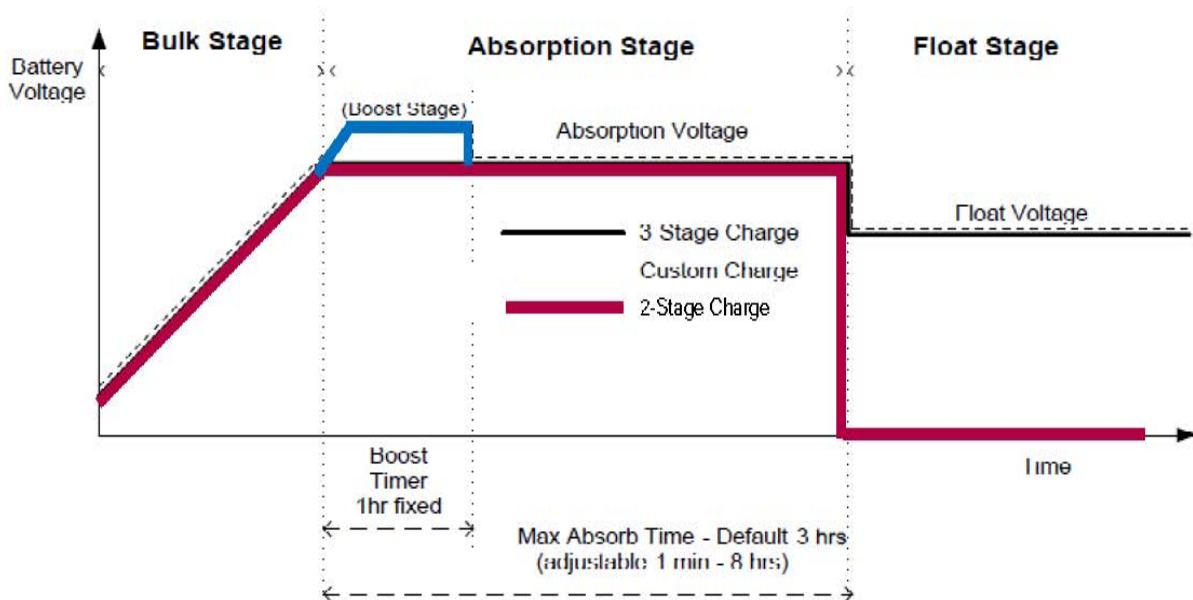 Bulk Stage
Absorption Stage
Float Stage
Battery
Voltage
(Boost Stage)
Absorption Voltage
Float Voltage
3 Stage Charge
Custom Charge
2-Stage Charge
Boost
Timer
1hr fixed
Time
Max Absorb Time - Default 3 hrs
(adjustable 1 min - 8 hrs)